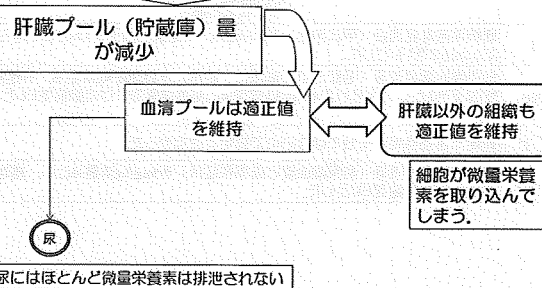 肝臓プール（貯蔵庫）量
が減少
血清プールは適正値
を維持
肝臓以外の組織も
適正値を維持
細胞が微量栄養
素を取り込んで
しまう.
尿
尿にはほとんど微量栄養素は排泄されない